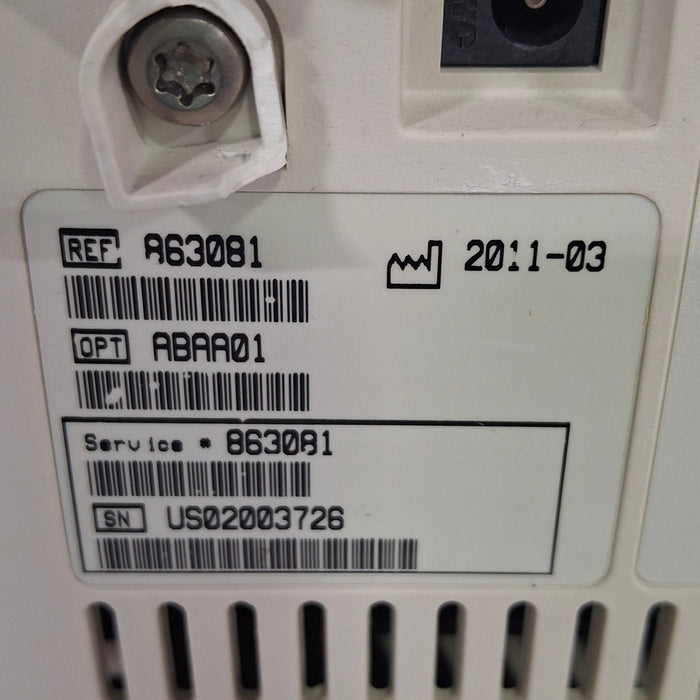 REF 863081
2011-03
OPT ABAA01
Service # 863081
SN US02003726